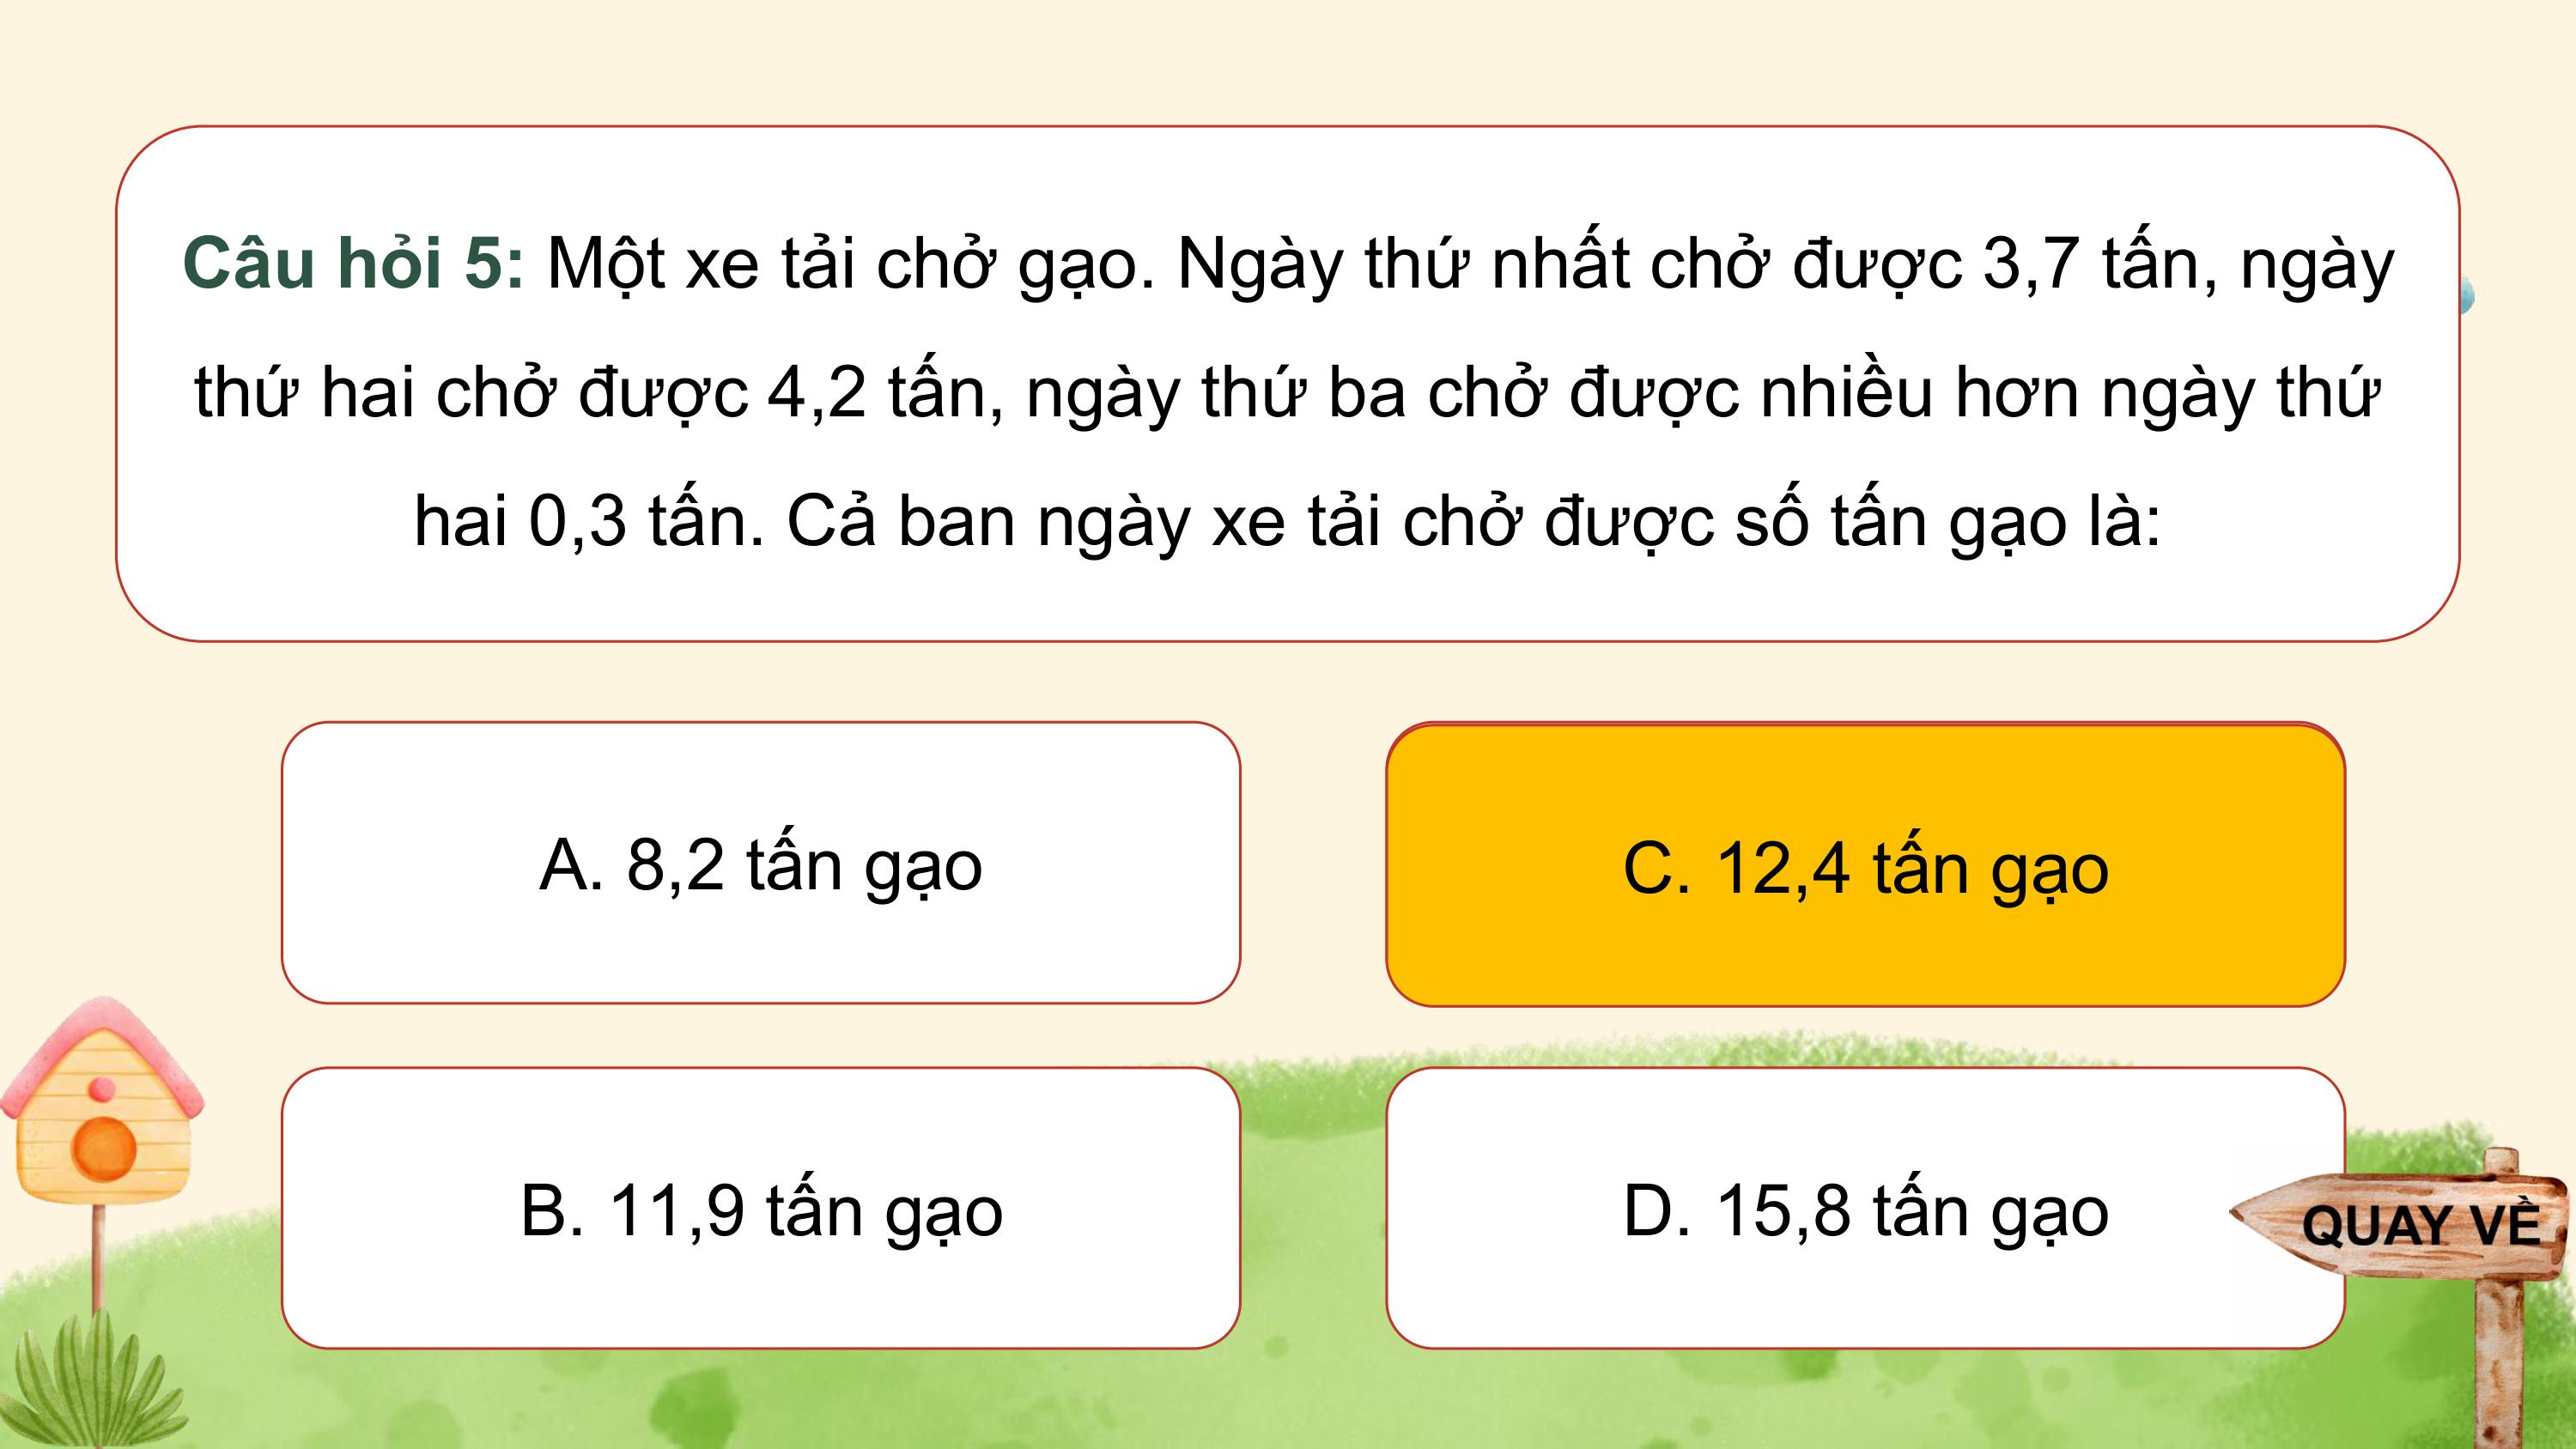 Câu hỏi 5: Một xe tải chở gạo. Ngày thứ nhất chở được 3,7 tấn, ngày
thứ hai chở được 4,2 tấn, ngày thứ ba chở được nhiều hơn ngày thứ
hai 0,3 tấn. Cả ban ngày xe tải chở được số tấn gạo là:
A. 8,2 tấn gạo
C. 12,4 tấn gạo
B. 11,9 tấn gạo
D. 15,8 tấn gạo
QUAY VỀ